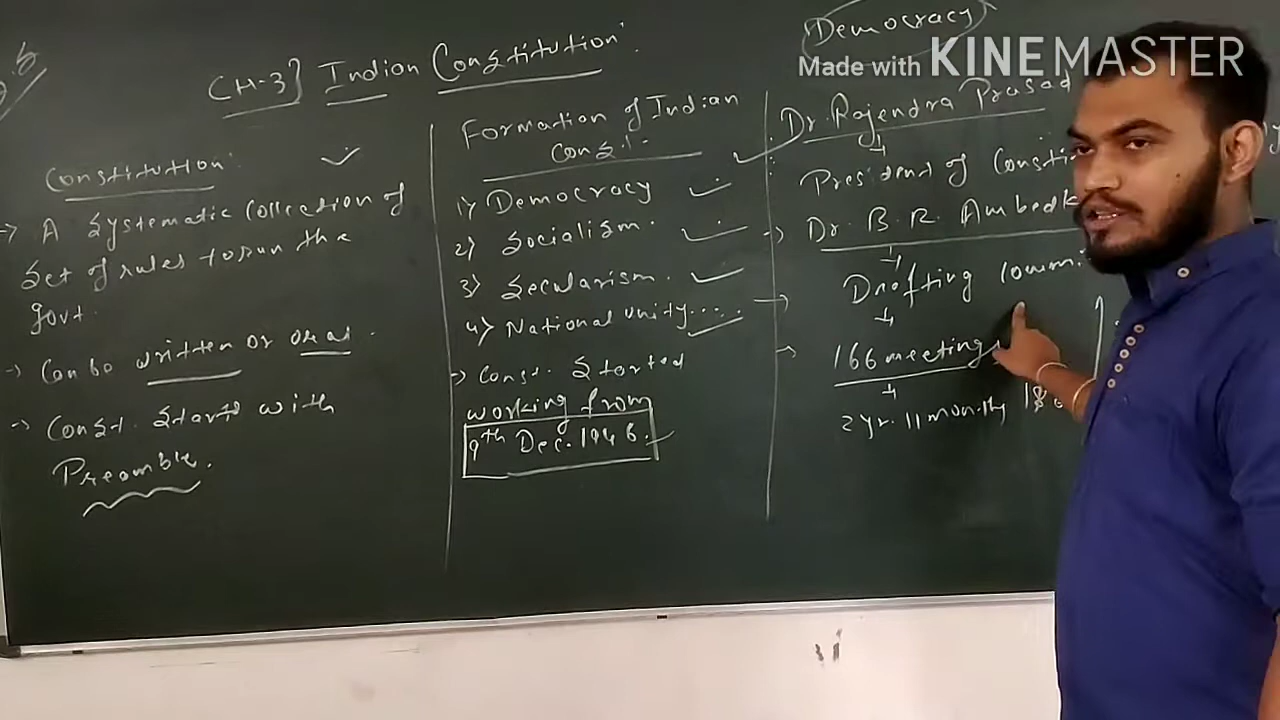 CH-3] Indian Constitution:
Democracy
Made with KINEMASTER
Constitution:
→ A Systematic Collection of
Set of rules to run the
govt.
→ Can be written or oral.
→ Const. Starts with
Preamble.
Formation of Indian
Const:
1) Democracy
2) Socialism.
3) Secularism.
4) National unity....
→ Const. Started
working from
9th Dec. 1946.
Dr. Rajendra Prasad
President of Consti
→ Dr. B. R. Ambedk
→ Drafting Comm
→ 166 meeting
2 yr. 11 months 18